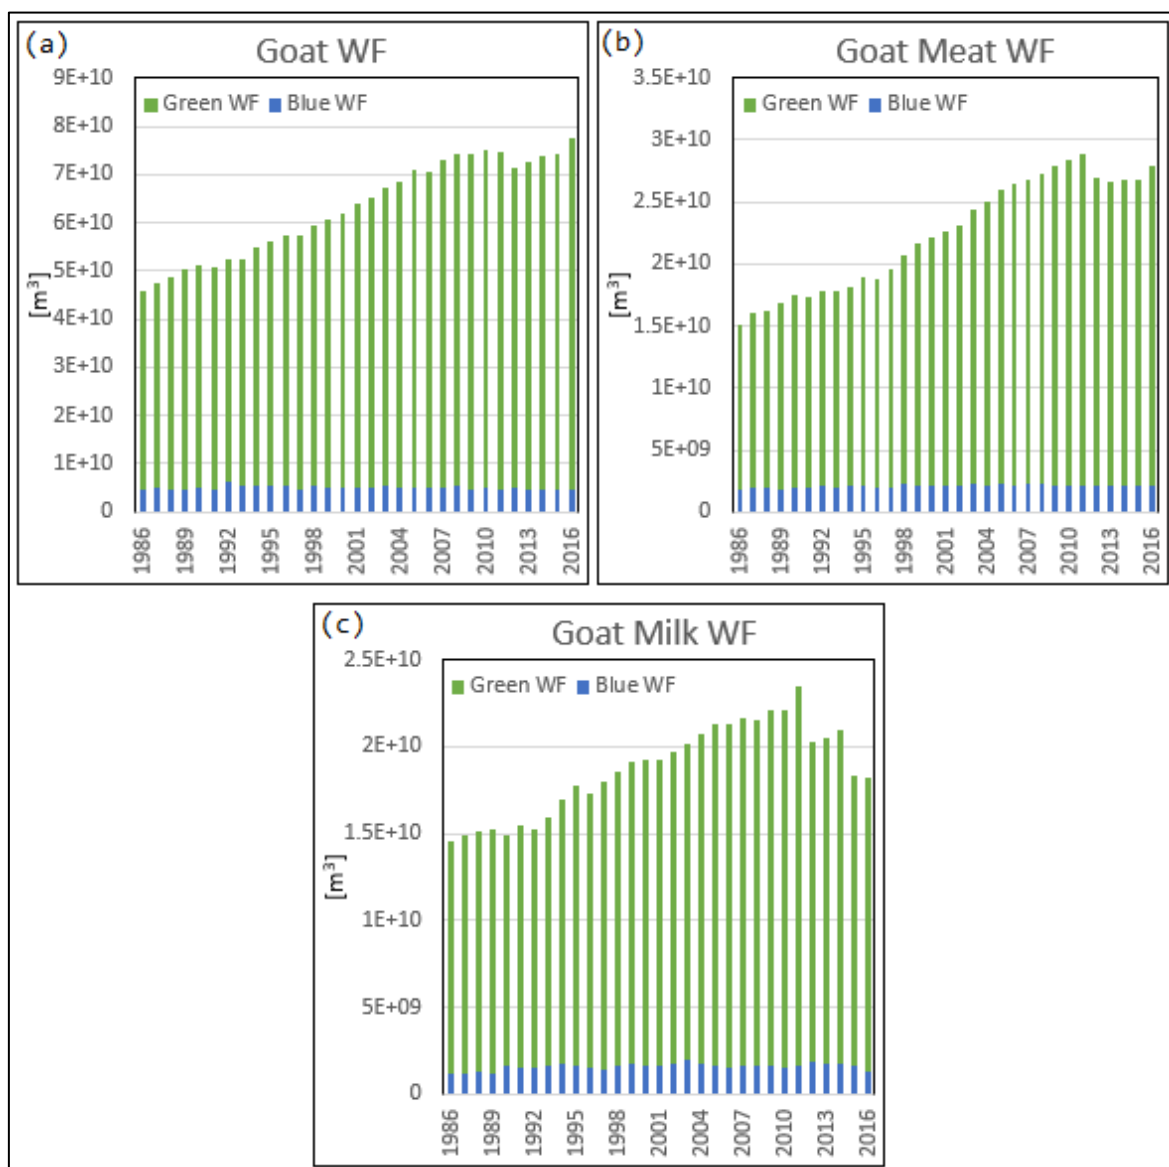 (a)
Goat WF
9E+10
Green WF Blue WF
8E+10
7E+10
6E+10
5E+10
[m³]
4E+10
3E+10
2E+10
1E+10
0
1986 1989 1992 1995 1998 2001 2004 2007 2010 2013 2016
(b)
Goat Meat WF
3.5E+10
Green WF Blue WF
3E+10
2.5E+10
2E+10
[m³]
1.5E+10
1E+10
5E+09
0
1986 1989 1992 1995 1998 2001 2004 2007 2010 2013 2016
(c)
Goat Milk WF
2.5E+10
Green WF Blue WF
2E+10
1.5E+10
[m³]
1E+10
5E+09
0
1986 1989 1992 1995 1998 2001 2004 2007 2010 2013 2016